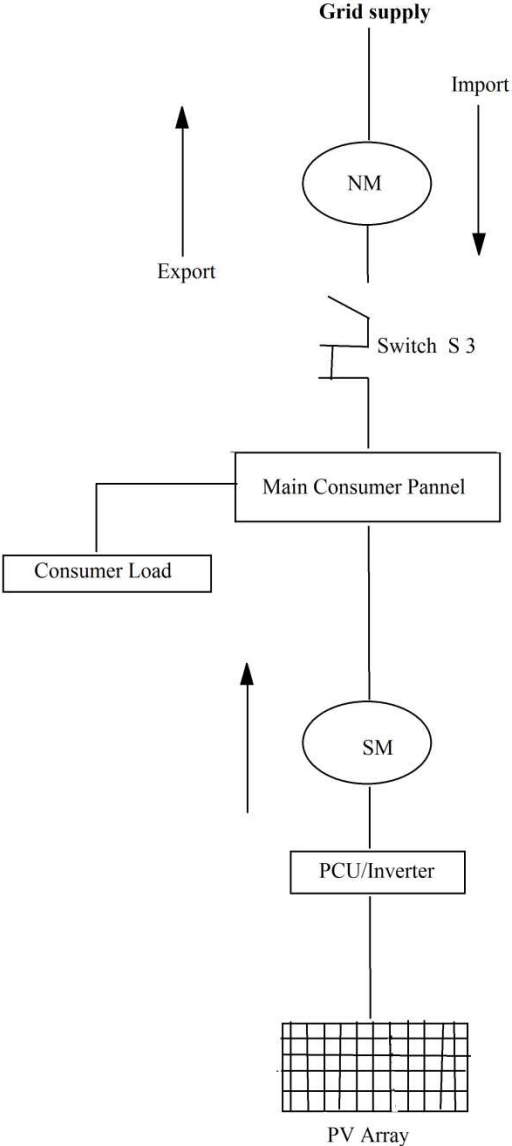 Grid supply
Import
NM
Export
Switch S 3
Main Consumer Pannel
Consumer Load
SM
PCU/Inverter
PV Array